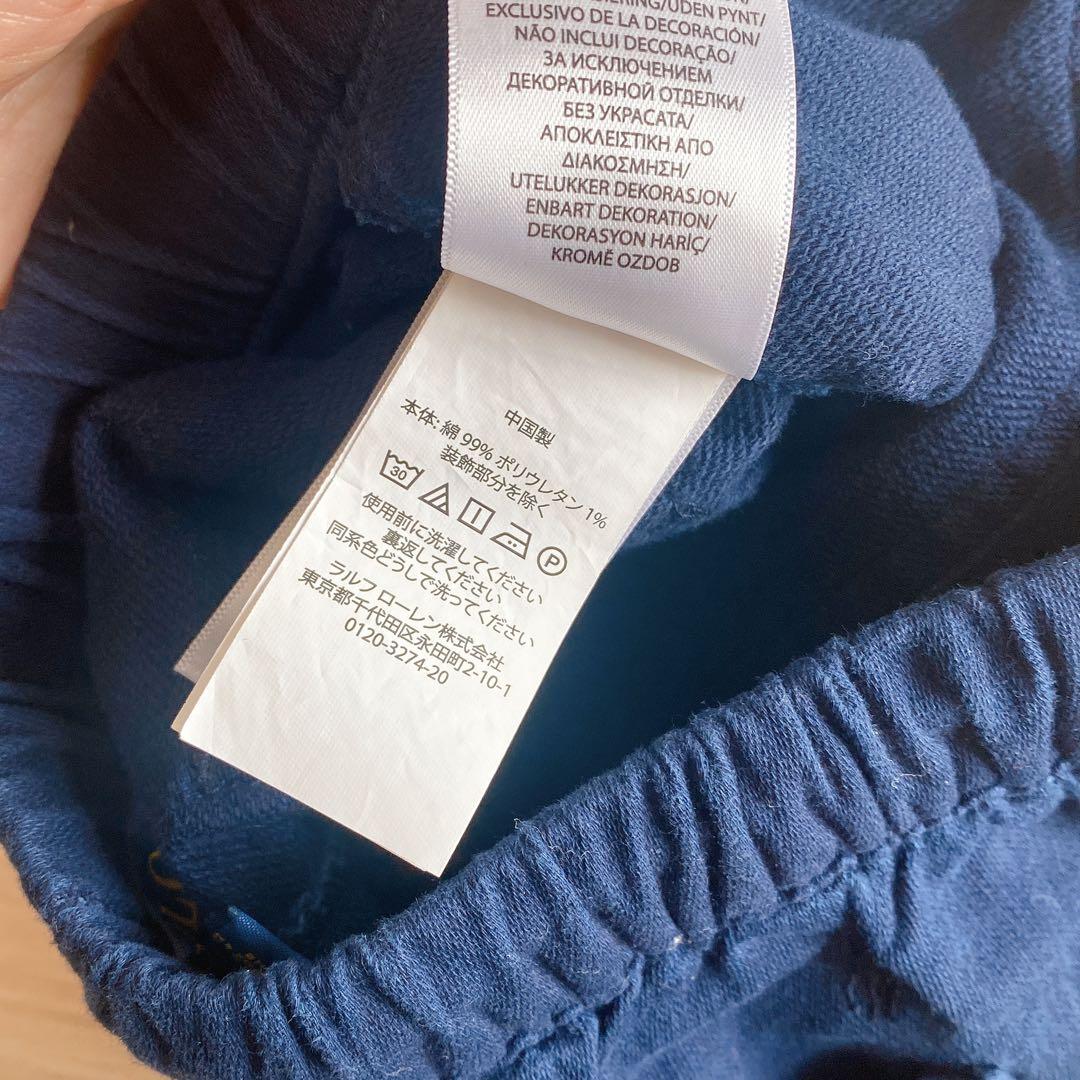 EXCLUSIVO DE LA DECORACIÓN/
NÃO INCLUI DECORAÇÃO/
ЗА ИСКЛЮЧЕНИЕМ
ДЕКОРАТИВНОЙ ОТДЕЛКИ/
БЕЗ УКРАСАТА/
ΑΠΟΚΛΕΙΣΤΙΚΗ ΑΠΟ
ΔΙΑΚΟΣΜΗΣΗ/
UTELUKKER DEKORASJON/
ENBART DEKORATION/
DEKORASYON HARİÇ/
KROMĚ OZDOB
中国製
本体: 綿 99% ポリウレタン 1%
装飾部分を除く
30 P
使用前に洗濯してください
裏返してください
同系色どうしで洗ってください
ラルフ ローレン株式会社
東京都千代田区永田町2-10-1
0120-3274-20